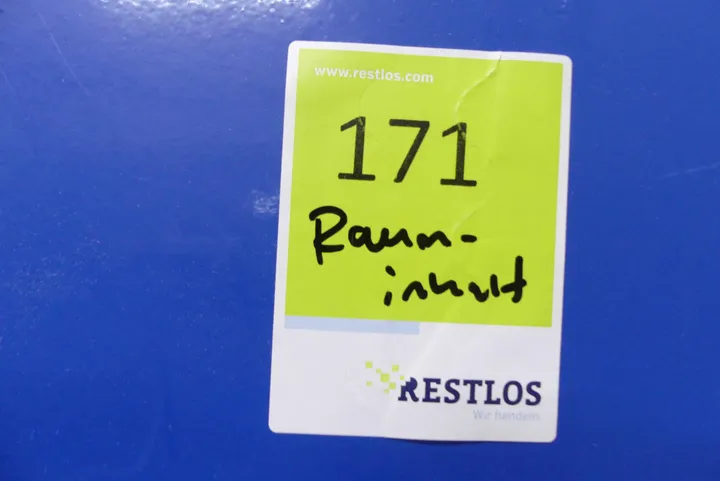 www.restlos.com
171
Raum-
inhalt
RESTLOS
Wir handeln.